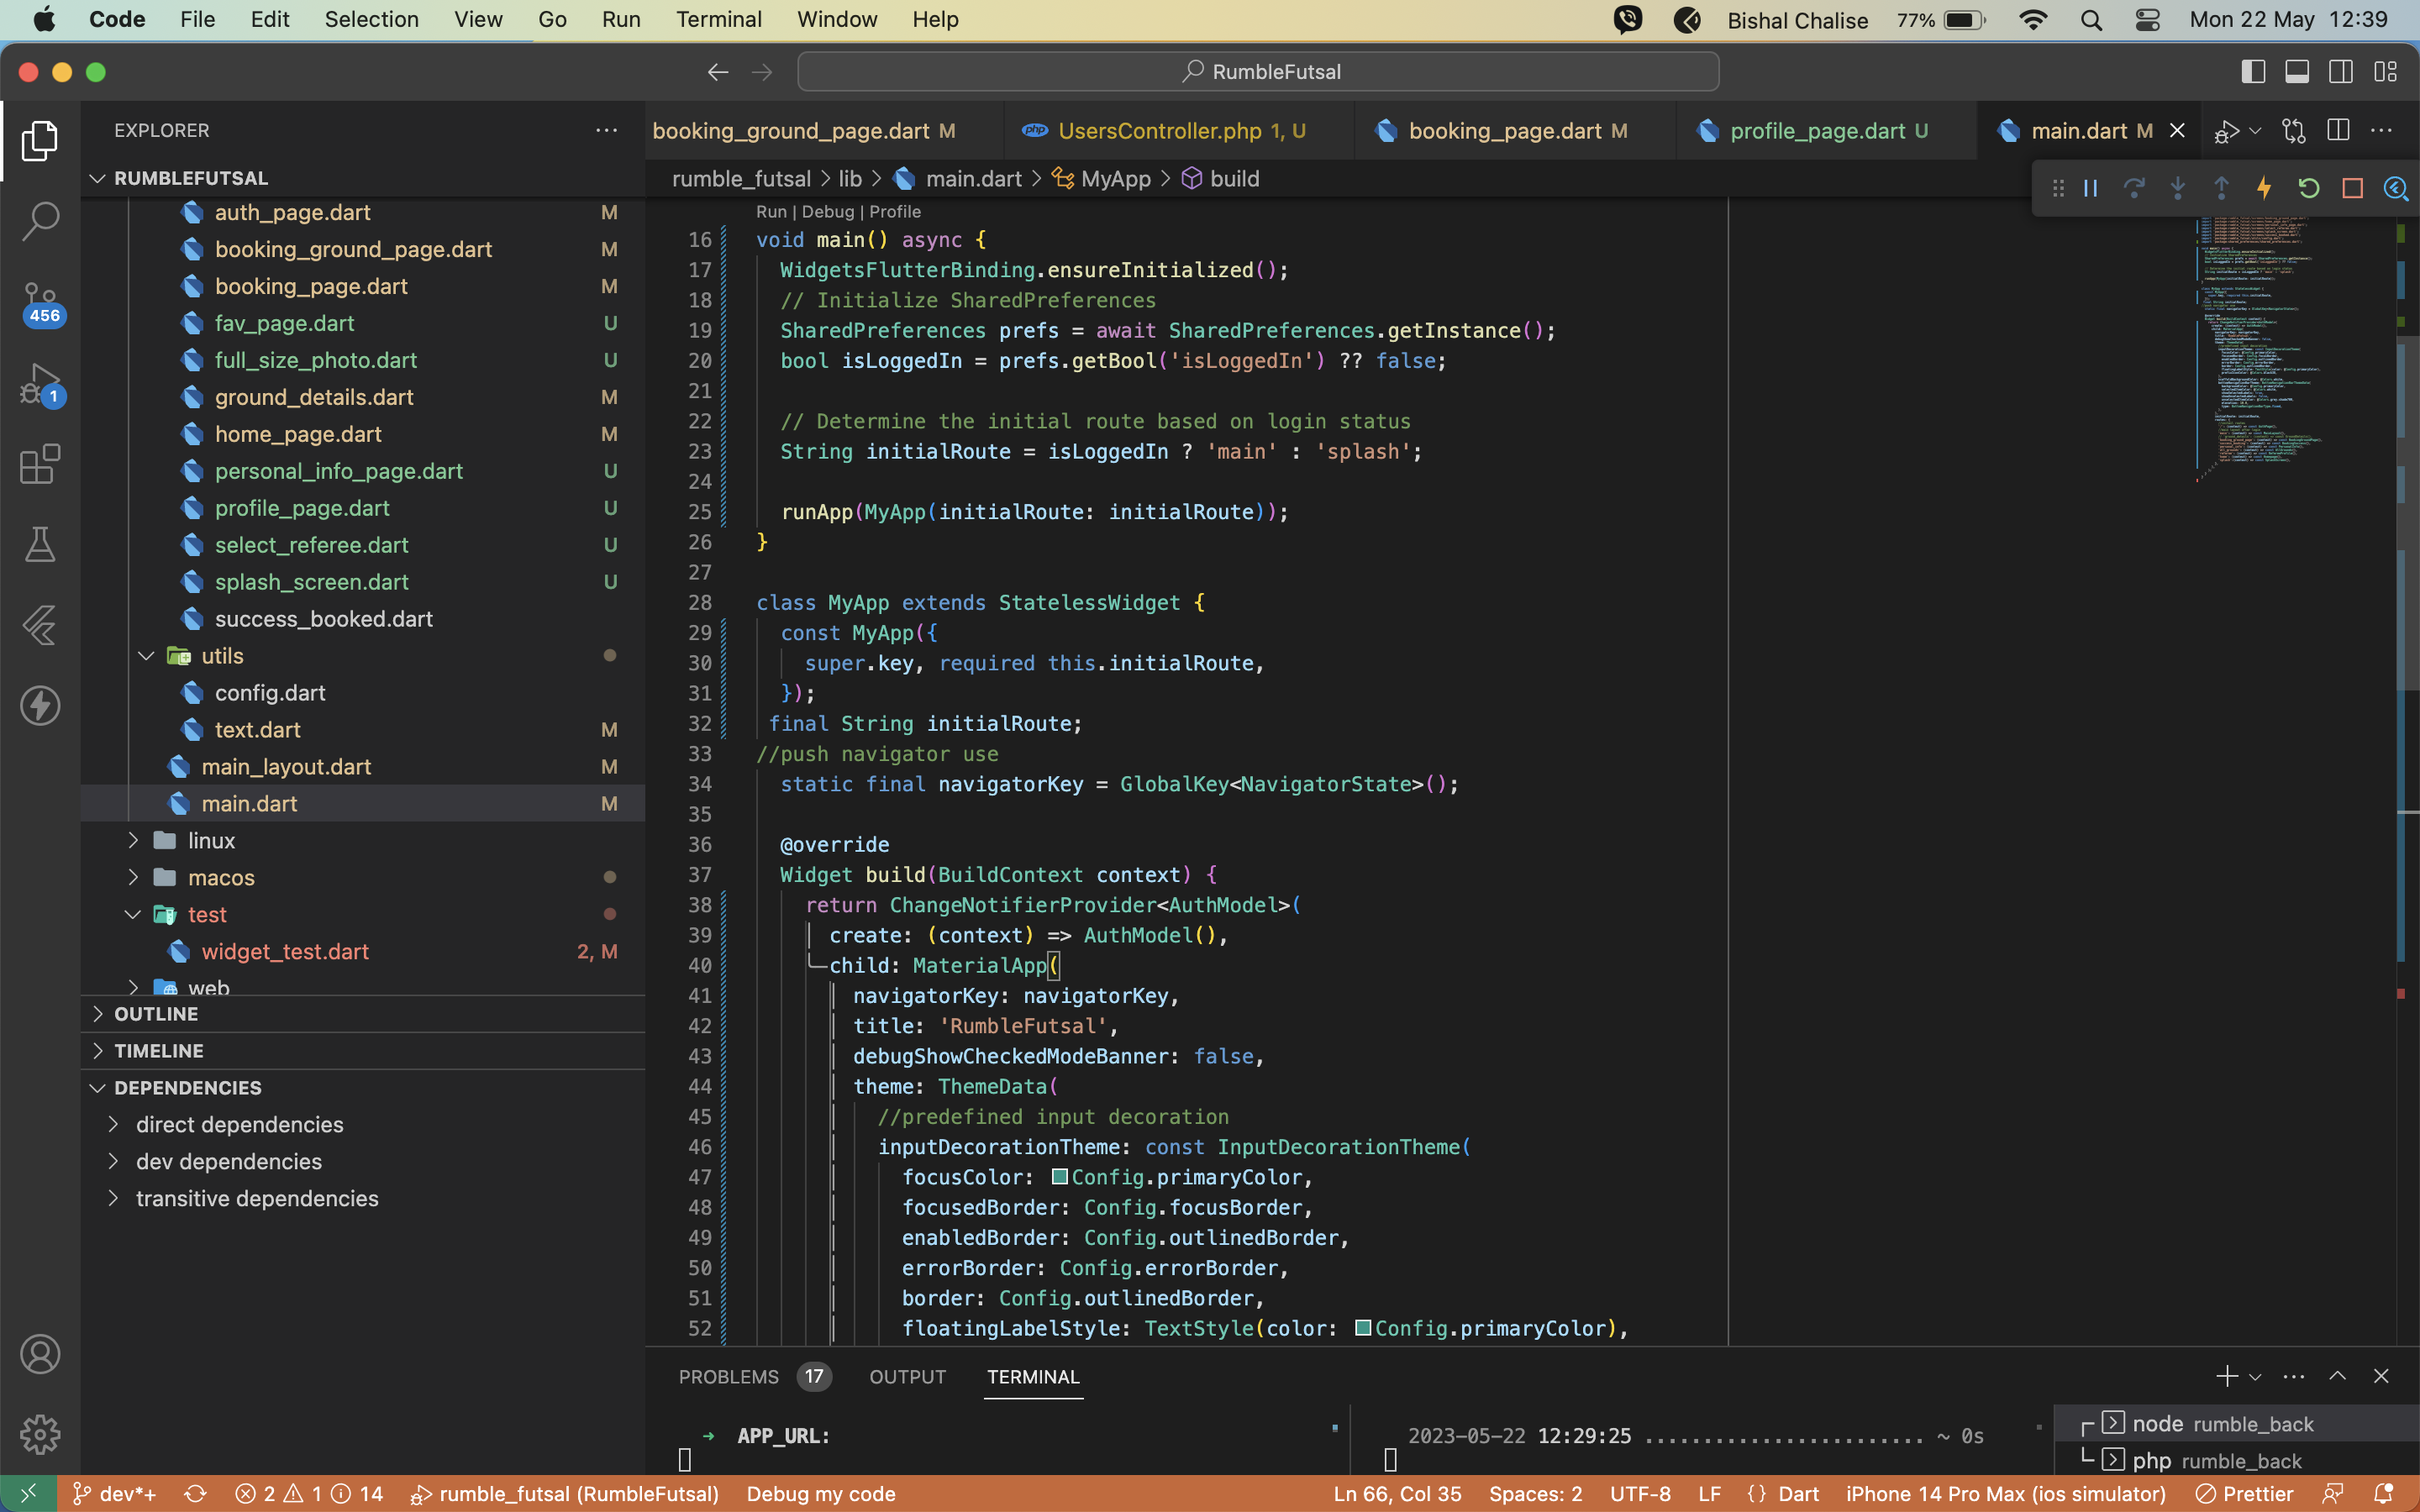 Code File Edit Selection View Go Run Terminal Window Help Bishal Chalise 77% Mon 22 May 12:39
RumbleFutsal
EXPLORER
RUMBLEFUTSAL
auth_page.dart M
booking_ground_page.dart M
booking_page.dart M
fav_page.dart U
full_size_photo.dart U
ground_details.dart M
home_page.dart M
personal_info_page.dart U
profile_page.dart U
select_referee.dart U
splash_screen.dart U
success_booked.dart
utils
config.dart
text.dart M
main_layout.dart M
main.dart M
linux
macos
test
widget_test.dart 2, M
web
OUTLINE
TIMELINE
DEPENDENCIES
direct dependencies
dev dependencies
transitive dependencies
456
1
booking_ground_page.dart M php UsersController.php 1, U booking_page.dart M profile_page.dart U main.dart M
rumble_futsal > lib > main.dart > MyApp > build
Run | Debug | Profile
16 void main() async {
17 WidgetsFlutterBinding.ensureInitialized();
18 // Initialize SharedPreferences
19 SharedPreferences prefs = await SharedPreferences.getInstance();
20 bool isLoggedIn = prefs.getBool('isLoggedIn') ?? false;
21
22 // Determine the initial route based on login status
23 String initialRoute = isLoggedIn ? 'main' : 'splash';
24
25 runApp(MyApp(initialRoute: initialRoute));
26 }
27
28 class MyApp extends StatelessWidget {
29 const MyApp({
30 super.key, required this.initialRoute,
31 });
32 final String initialRoute;
33 //push navigator use
34 static final navigatorKey = GlobalKey<NavigatorState>();
35
36 @override
37 Widget build(BuildContext context) {
38 return ChangeNotifierProvider<AuthModel>(
39 create: (context) => AuthModel(),
40 child: MaterialApp(
41 navigatorKey: navigatorKey,
42 title: 'RumbleFutsal',
43 debugShowCheckedModeBanner: false,
44 theme: ThemeData(
45 //predefined input decoration
46 inputDecorationTheme: const InputDecorationTheme(
47 focusColor: Config.primaryColor,
48 focusedBorder: Config.focusBorder,
49 enabledBorder: Config.outlinedBorder,
50 errorBorder: Config.errorBorder,
51 border: Config.outlinedBorder,
52 floatingLabelStyle: TextStyle(color: Config.primaryColor),
PROBLEMS 17 OUTPUT TERMINAL
➜ APP_URL:
2023-05-22 12:29:25 ....................... ~ 0s
node rumble_back
php rumble_back
dev*+ 2 1 14 rumble_futsal (RumbleFutsal) Debug my code Ln 66, Col 35 Spaces: 2 UTF-8 LF {} Dart iPhone 14 Pro Max (ios simulator) Prettier